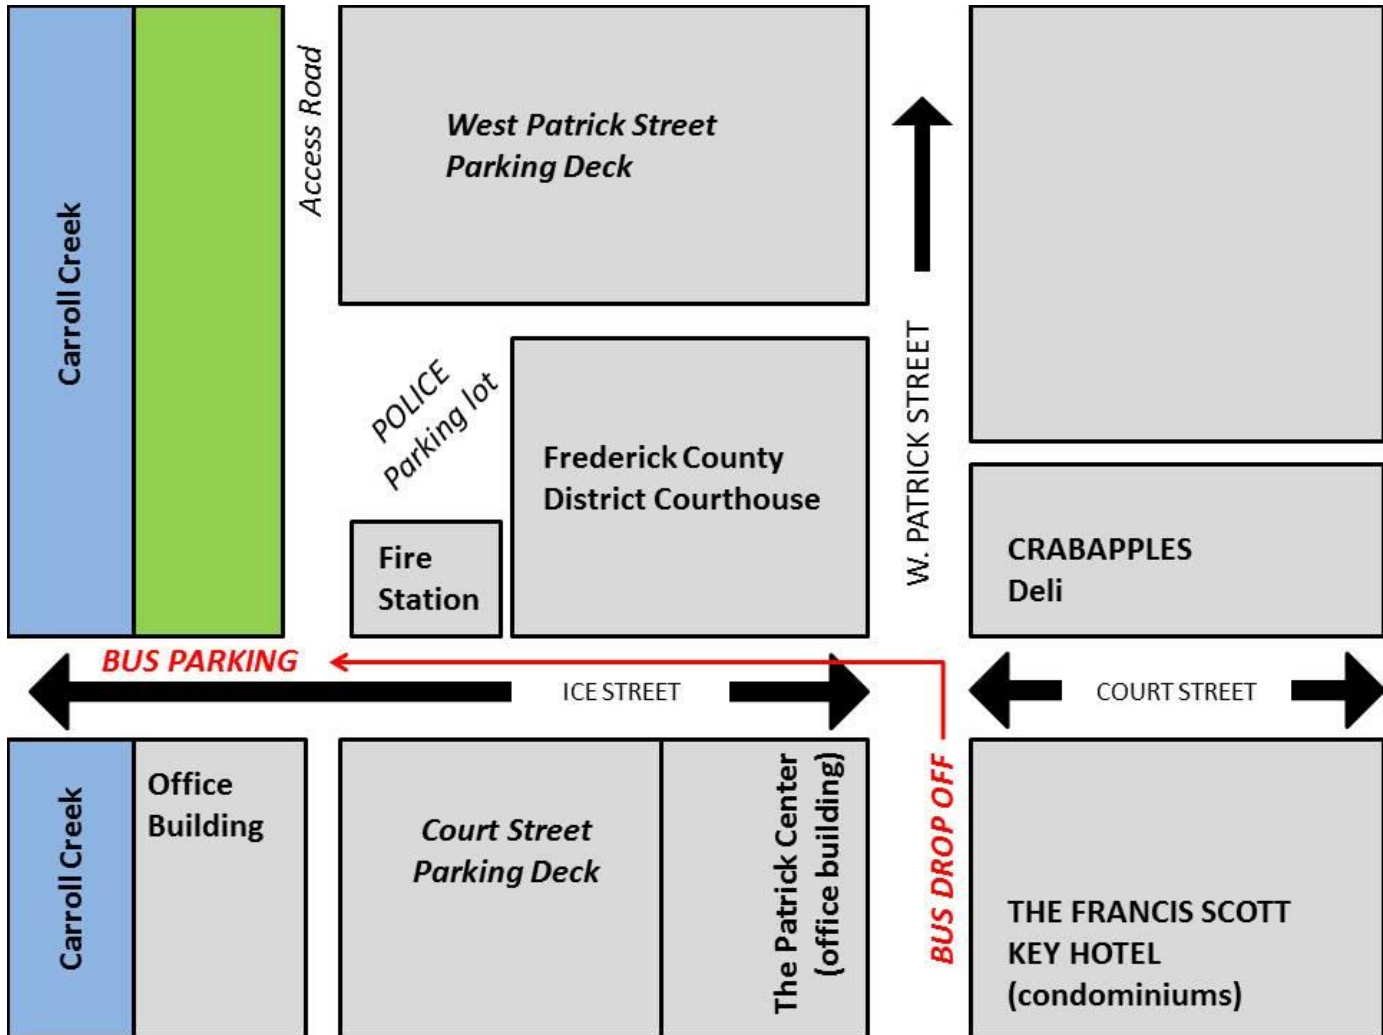 Carroll Creek
Access Road
West Patrick Street
Parking Deck
POLICE
Parking lot
Frederick County
District Courthouse
Fire
Station
W. PATRICK STREET
CRABAPPLES
Deli
BUS PARKING
ICE STREET
COURT STREET
Carroll Creek
Office
Building
Court Street
Parking Deck
The Patrick Center
(office building)
BUS DROP OFF
THE FRANCIS SCOTT
KEY HOTEL
(condominiums)